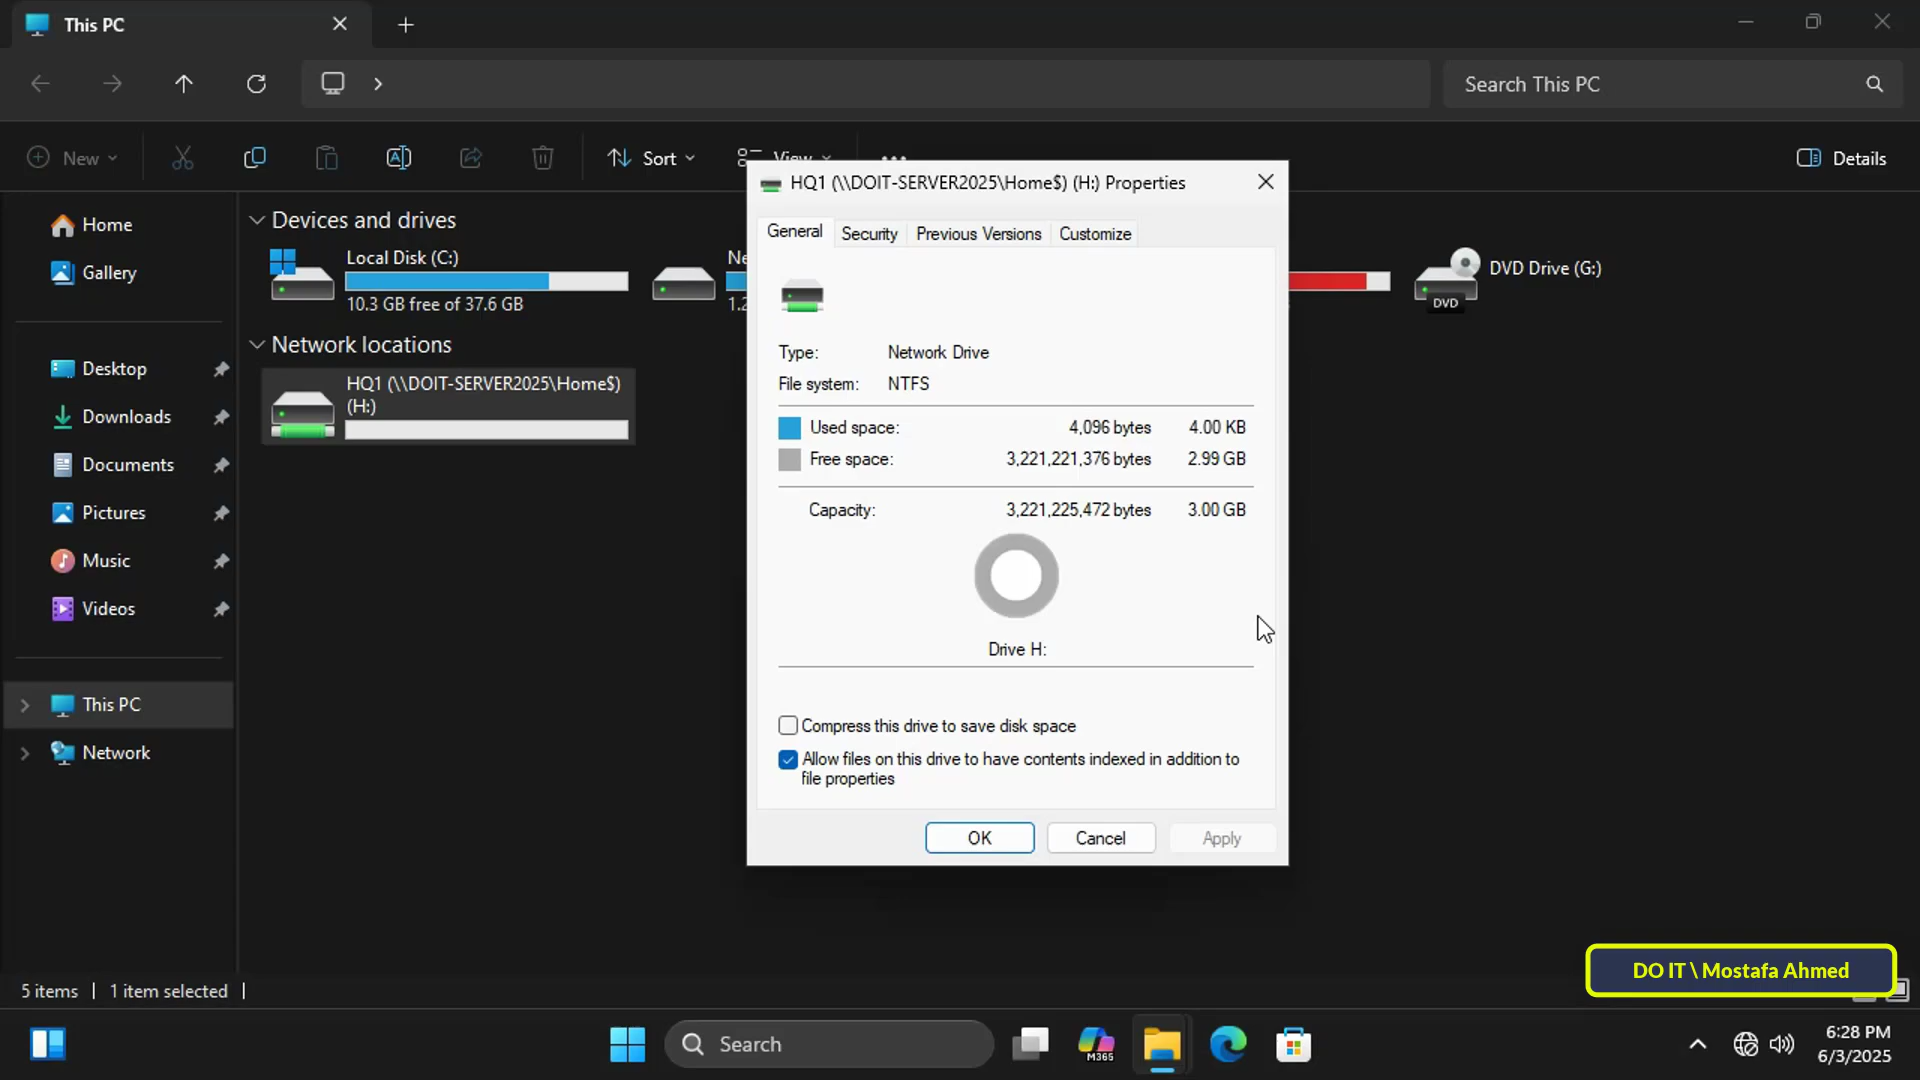 This PC
Search This PC
New
Sort
View
Details
Home
Gallery
Desktop
Downloads
Documents
Pictures
Music
Videos
This PC
Network
Devices and drives
Local Disk (C:)
10.3 GB free of 37.6 GB
DVD Drive (G:)
DVD
Network locations
HQ1 (\\DOIT-SERVER2025\Home$)
(H:)
HQ1 (\\DOIT-SERVER2025\Home$) (H:) Properties
General
Security
Previous Versions
Customize
Type: Network Drive
File system: NTFS
Used space: 4,096 bytes 4.00 KB
Free space: 3,221,221,376 bytes 2.99 GB
Capacity: 3,221,225,472 bytes 3.00 GB
Drive H:
Compress this drive to save disk space
Allow files on this drive to have contents indexed in addition to
file properties
OK
Cancel
Apply
5 items
1 item selected
DO IT \ Mostafa Ahmed
Search
M365
6:28 PM
6/3/2025